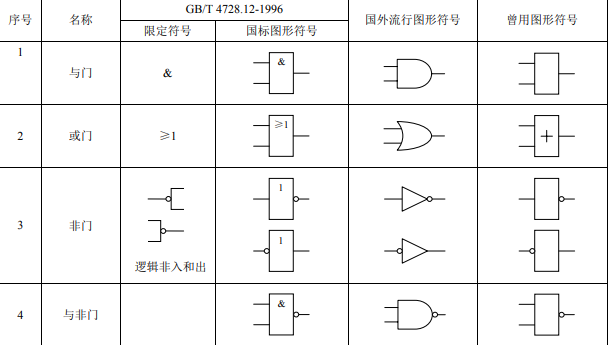 序号 名称 GB/T 4728.12-1996 国外流行图形符号 曾用图形符号
限定符号 国标图形符号
1 与门 & &
2 或门 ≥1 ≥1 +
3 非门 1
1
逻辑非入和出
4 与非门 &